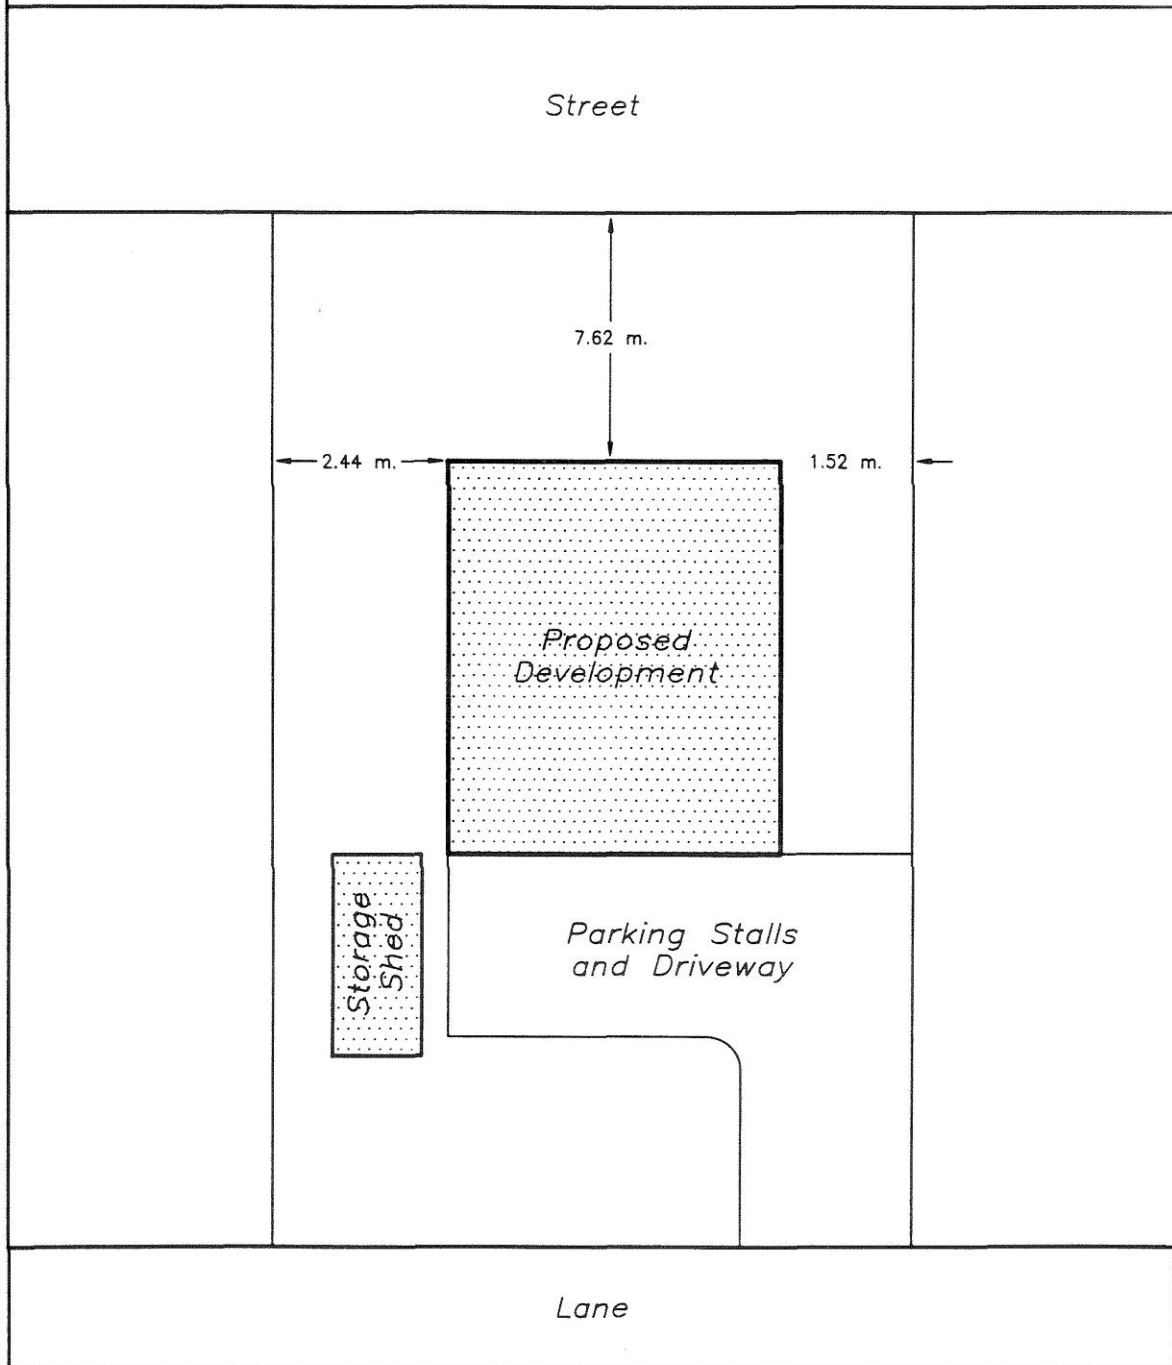 Street
7.62 m.
2.44 m.
1.52 m.
Proposed
Development
Storage
Shed
Parking Stalls
and Driveway
Lane